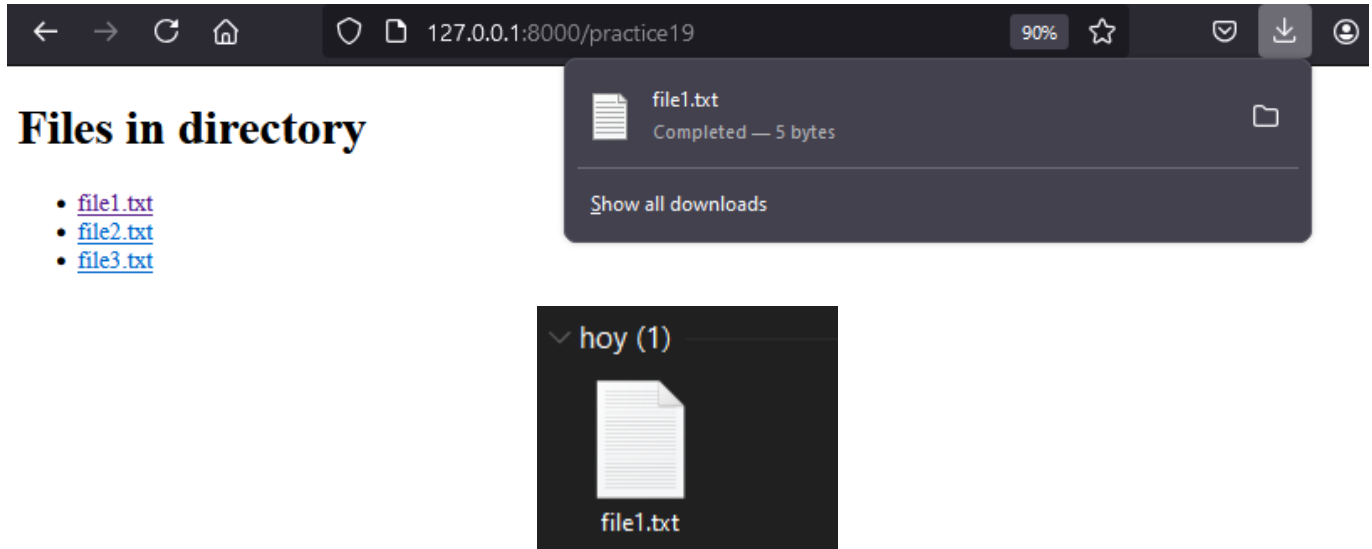 127.0.0.1:8000/practice19
90%
file1.txt
Completed — 5 bytes
Show all downloads
Files in directory
• file1.txt
• file2.txt
• file3.txt
hoy (1)
file1.txt